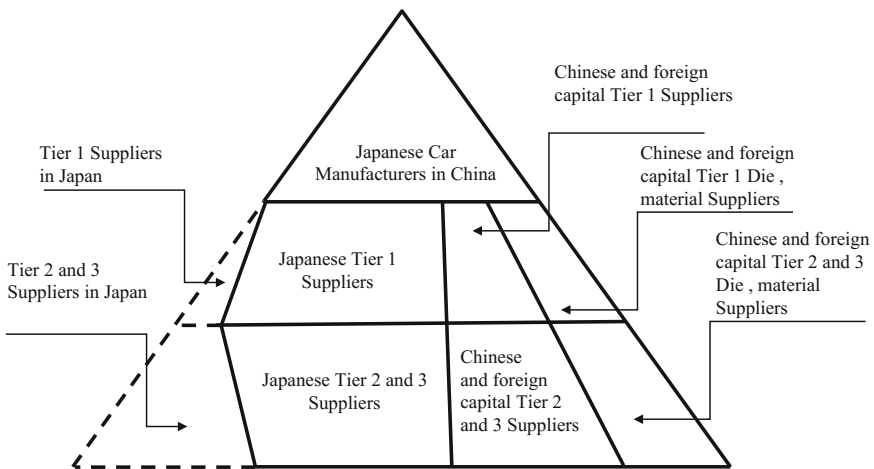 Chinese and foreign
capital Tier 1 Suppliers
Tier 1 Suppliers
in Japan
Japanese Car
Manufacturers in China
Chinese and foreign
capital Tier 1 Die ,
material Suppliers
Tier 2 and 3
Suppliers in Japan
Japanese Tier 1
Suppliers
Chinese and foreign
capital Tier 2 and 3
Die , material
Suppliers
Japanese Tier 2 and 3
Suppliers
Chinese
and foreign
capital Tier 2
and 3 Suppliers